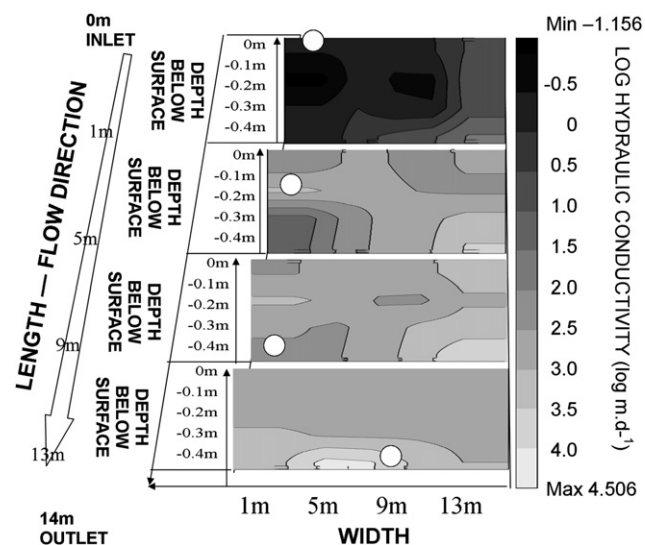 0m
INLET
LENGTH — FLOW DIRECTION
1m
5m
9m
13m
14m
OUTLET
DEPTH
BELOW
SURFACE
0m
-0.1m
-0.2m
-0.3m
-0.4m
DEPTH
BELOW
SURFACE
0m
-0.1m
-0.2m
-0.3m
-0.4m
DEPTH
BELOW
SURFACE
0m
-0.1m
-0.2m
-0.3m
-0.4m
DEPTH
BELOW
SURFACE
0m
-0.1m
-0.2m
-0.3m
-0.4m
1m 5m 9m 13m
WIDTH
Min –1.156
-0.5
0
0.5
1.0
1.5
2.0
2.5
3.0
3.5
4.0
Max 4.506
LOG HYDRAULIC CONDUCTIVITY (log m.d-1)